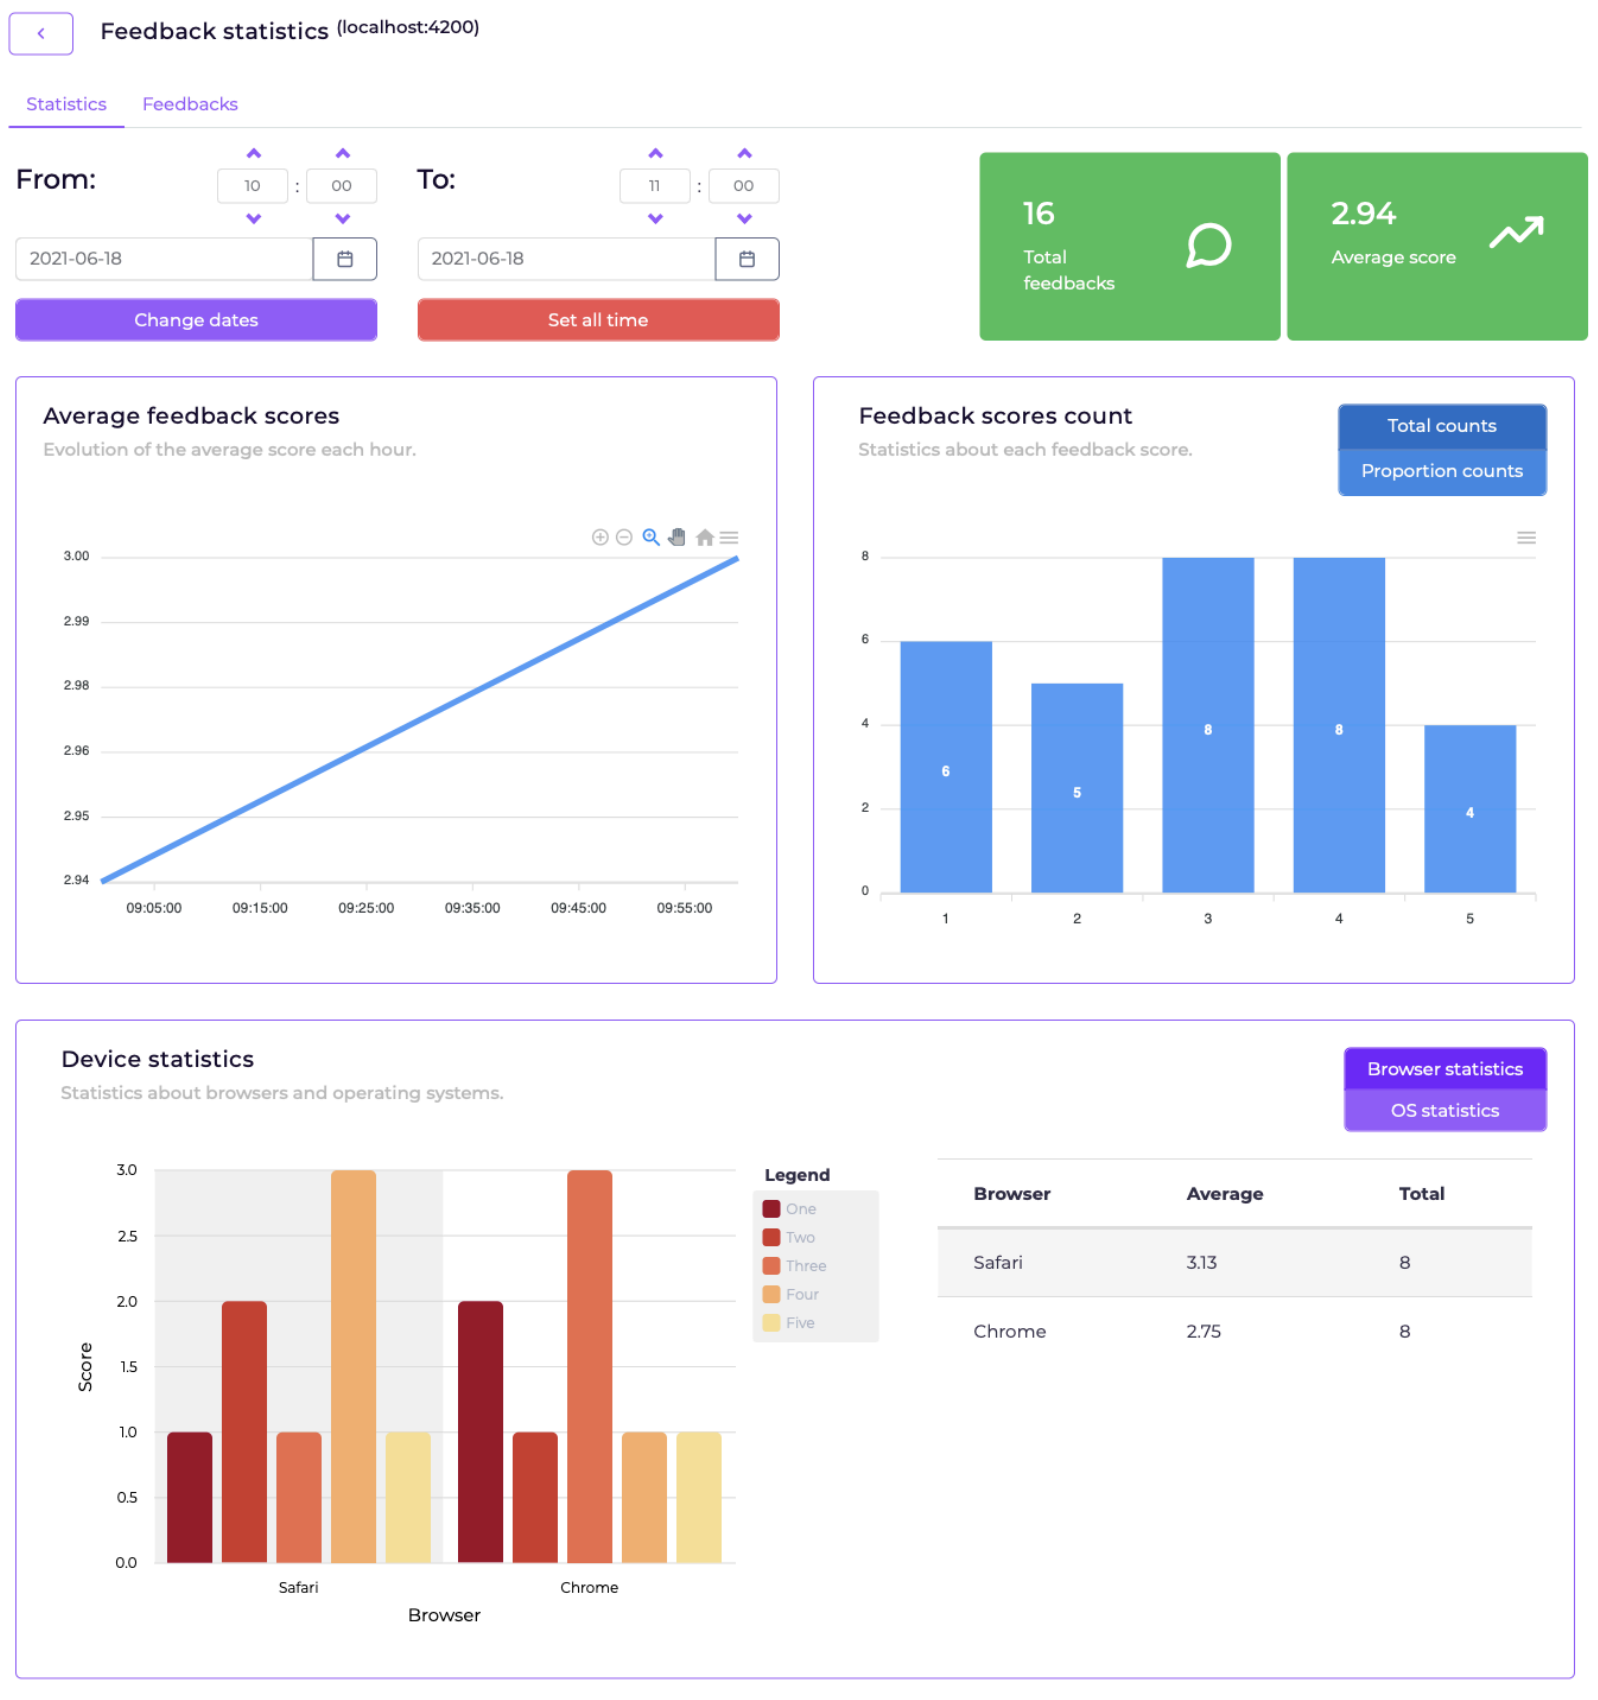 Feedback statistics (localhost:4200)
Statistics Feedbacks
From: 10 : 00 To: 11 : 00
2021-06-18 2021-06-18
Change dates Set all time
16
Total
feedbacks
2.94
Average score
Average feedback scores
Evolution of the average score each hour.
3.00
2.99
2.98
2.96
2.95
2.94
09:05:00 09:15:00 09:25:00 09:35:00 09:45:00 09:55:00
Feedback scores count
Statistics about each feedback score.
Total counts
Proportion counts
8
6
4
2
0
6 5 8 8 4
1 2 3 4 5
Device statistics
Statistics about browsers and operating systems.
Browser statistics
OS statistics
3.0
2.5
2.0
1.5
1.0
0.5
0.0
Score
Safari Chrome
Browser
Legend
One
Two
Three
Four
Five
Browser Average Total
Safari 3.13 8
Chrome 2.75 8